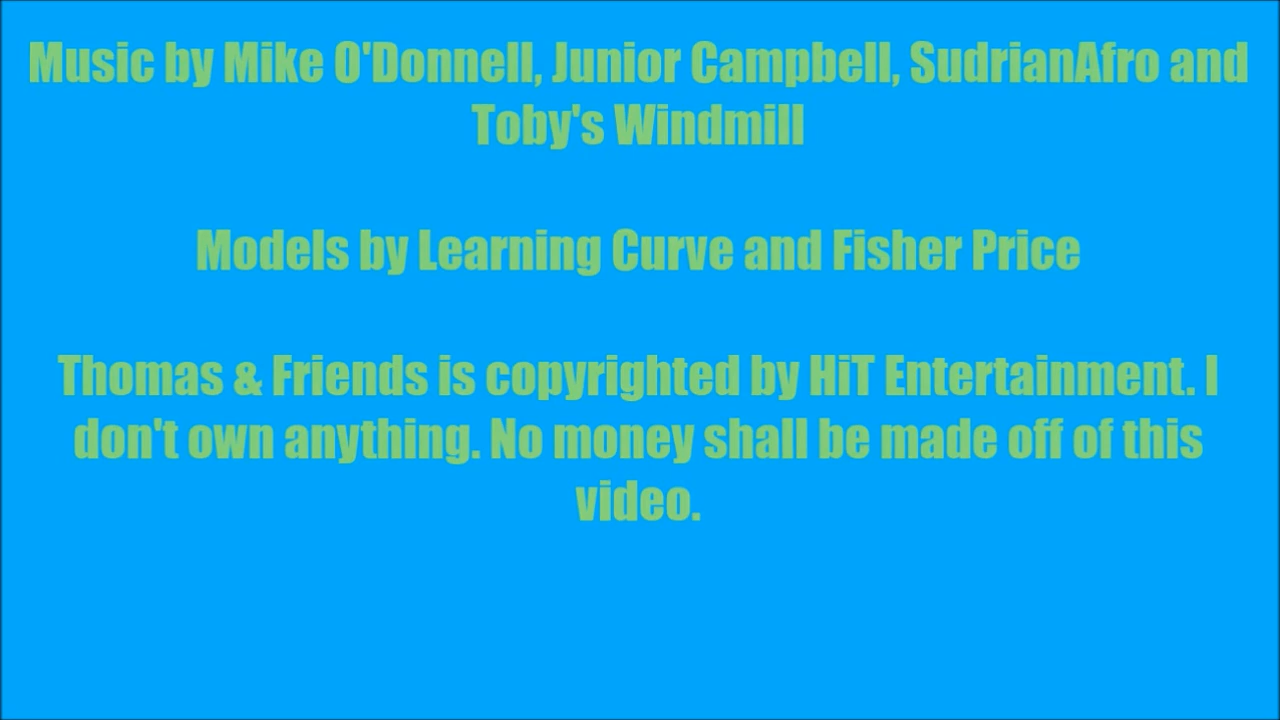 Music by Mike O'Donnell, Junior Campbell, SudrianAfro and
Toby's Windmill
Models by Learning Curve and Fisher Price
Thomas & Friends is copyrighted by HiT Entertainment. I
don't own anything. No money shall be made off of this
video.